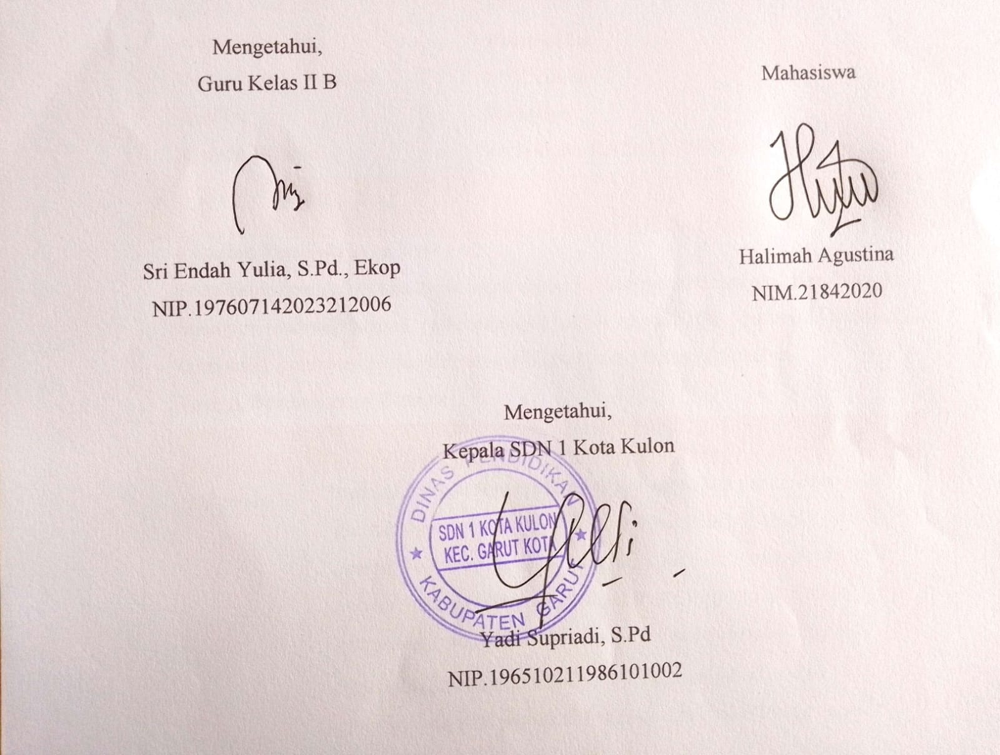 Mengetahui,
Guru Kelas II B
Sri Endah Yulia, S.Pd., Ekop
NIP.197607142023212006
Mahasiswa
Halimah Agustina
NIM.21842020
Mengetahui,
Kepala SDN 1 Kota Kulon
DINAS PENDIDIKAN
SDN 1 KOTA KULON
KEC. GARUT KOTA
KABUPATEN GARUT
Yadi Supriadi, S.Pd
NIP.196510211986101002